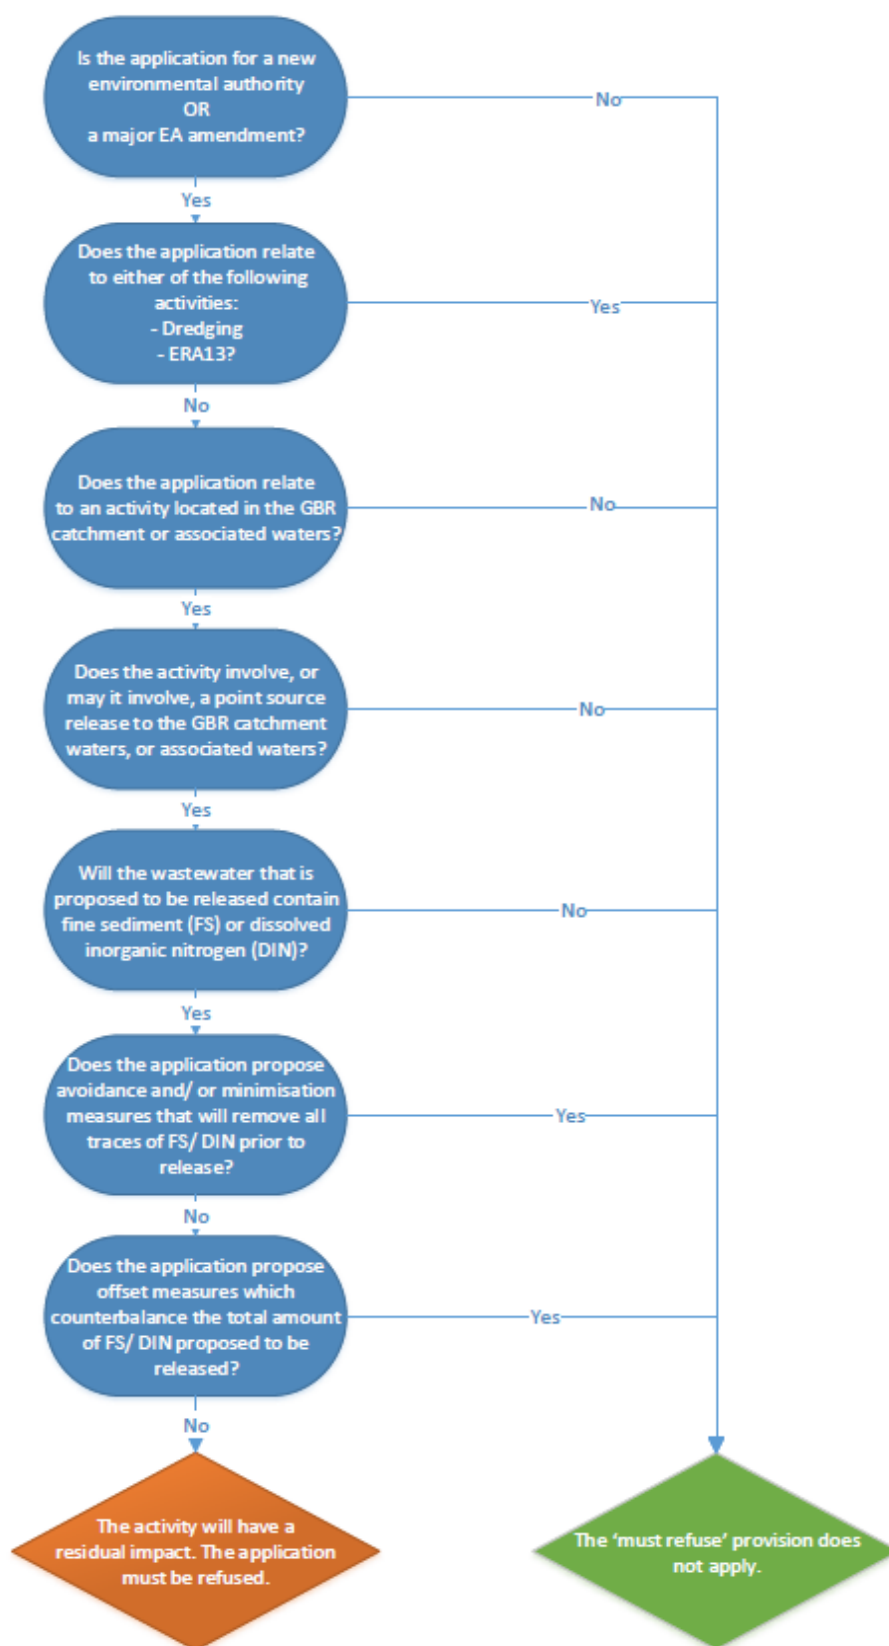 Is the application for a new
environmental authority
OR
a major EA amendment?
No
Yes
Does the application relate
to either of the following
activities:
- Dredging
- ERA13?
Yes
No
Does the application relate
to an activity located in the GBR
catchment or associated waters?
No
Yes
Does the activity involve, or
may it involve, a point source
release to the GBR catchment
waters, or associated waters?
No
Yes
Will the wastewater that is
proposed to be released contain
fine sediment (FS) or dissolved
inorganic nitrogen (DIN)?
No
Yes
Does the application propose
avoidance and/ or minimisation
measures that will remove all
traces of FS/ DIN prior to
release?
Yes
No
Does the application propose
offset measures which
counterbalance the total amount
of FS/ DIN proposed to be
released?
Yes
No
The activity will have a
residual impact. The application
must be refused.
The ‘must refuse’ provision does
not apply.